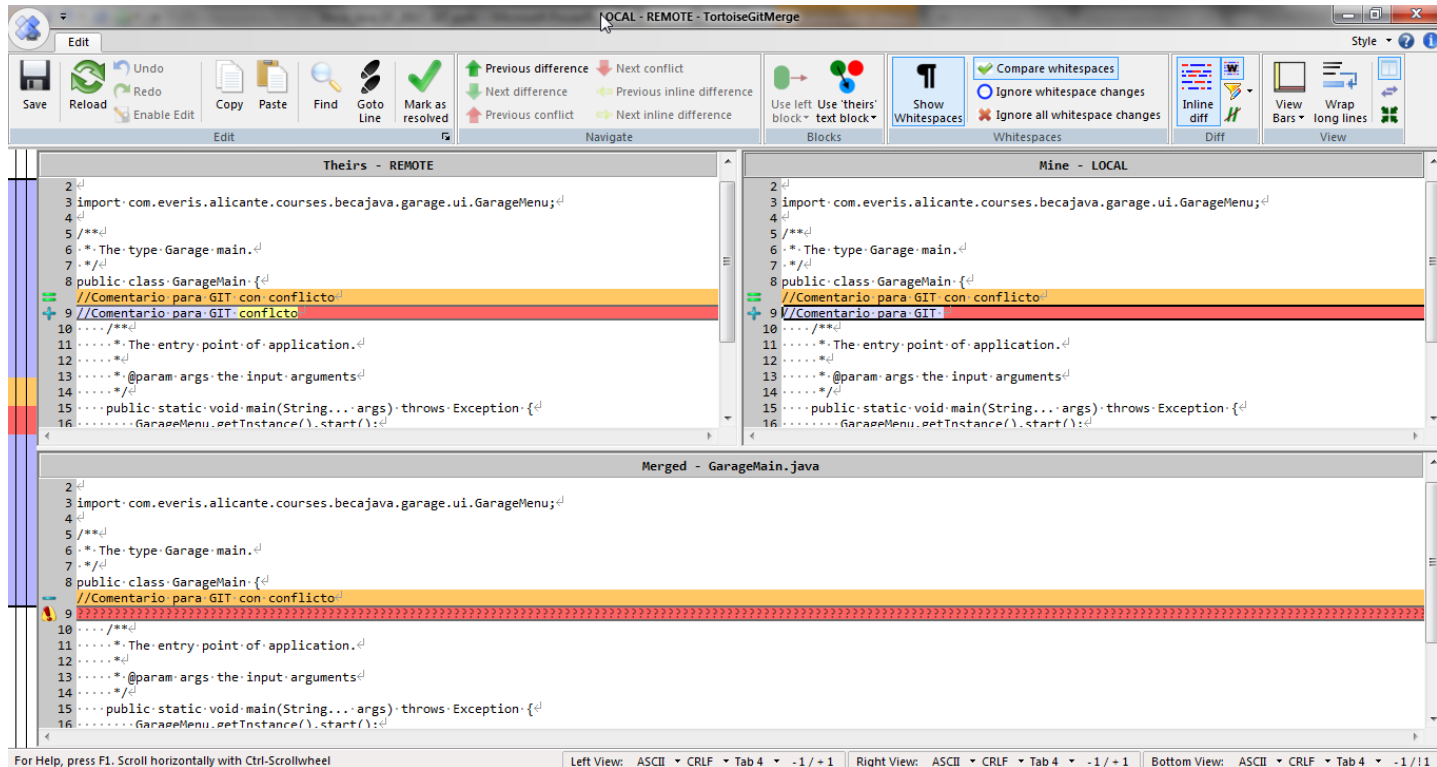 LOCAL - REMOTE - TortoiseGitMerge
Edit
Style
Save
Reload
Undo
Redo
Enable Edit
Copy
Paste
Find
Goto Line
Mark as resolved
Edit
Previous difference
Next difference
Previous conflict
Next conflict
Previous inline difference
Next inline difference
Navigate
Use left block
Use 'theirs' text block
Blocks
Show Whitespaces
Compare whitespaces
Ignore whitespace changes
Ignore all whitespace changes
Whitespaces
Inline diff
Diff
View Bars
Wrap long lines
View
Theirs - REMOTE
2
3 import·com.everis.alicante.courses.becajava.garage.ui.GarageMenu;
4
5 /**
6 ·*·The·type·Garage·main.
7 ·*/
8 public·class·GarageMain·{
//Comentario·para·GIT·con·conflicto
9 //Comentario·para·GIT·conflcto
10 ····/**
11 ·····*·The·entry·point·of·application.
12 ·····*
13 ·····*·@param·args·the·input·arguments
14 ·····*/
15 ····public·static·void·main(String...·args)·throws·Exception·{
16 ········GarageMenu.getInstance().start();
Mine - LOCAL
2
3 import·com.everis.alicante.courses.becajava.garage.ui.GarageMenu;
4
5 /**
6 ·*·The·type·Garage·main.
7 ·*/
8 public·class·GarageMain·{
//Comentario·para·GIT·con·conflicto
9 //Comentario·para·GIT·
10 ····/**
11 ·····*·The·entry·point·of·application.
12 ·····*
13 ·····*·@param·args·the·input·arguments
14 ·····*/
15 ····public·static·void·main(String...·args)·throws·Exception·{
16 ········GarageMenu.getInstance().start();
Merged - GarageMain.java
2
3 import·com.everis.alicante.courses.becajava.garage.ui.GarageMenu;
4
5 /**
6 ·*·The·type·Garage·main.
7 ·*/
8 public·class·GarageMain·{
//Comentario·para·GIT·con·conflicto
9 ????????????????????????????????????????????????????????????????????????????????
10 ····/**
11 ·····*·The·entry·point·of·application.
12 ·····*
13 ·····*·@param·args·the·input·arguments
14 ·····*/
15 ····public·static·void·main(String...·args)·throws·Exception·{
16 ········GarageMenu.getInstance().start();
For Help, press F1. Scroll horizontally with Ctrl-Scrollwheel
Left View: ASCII CRLF Tab 4 -1 / +1
Right View: ASCII CRLF Tab 4 -1 / +1
Bottom View: ASCII CRLF Tab 4 -1 / !1